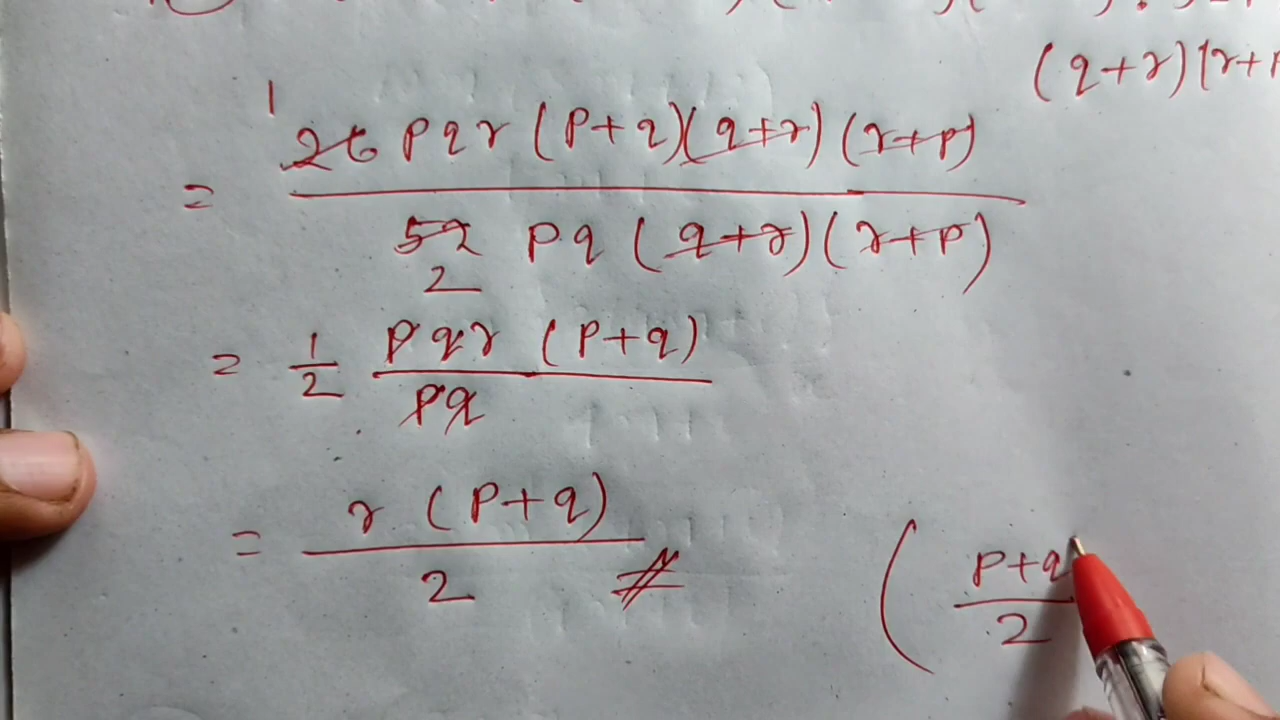 (q+r)(r+p
1
= 26 pqr (p+q)(q+r)(r+p)
52 pq (q+r)(r+p)
2
= 1/2 pqr (p+q)
pq
= r (p+q)
2
( p+q
2